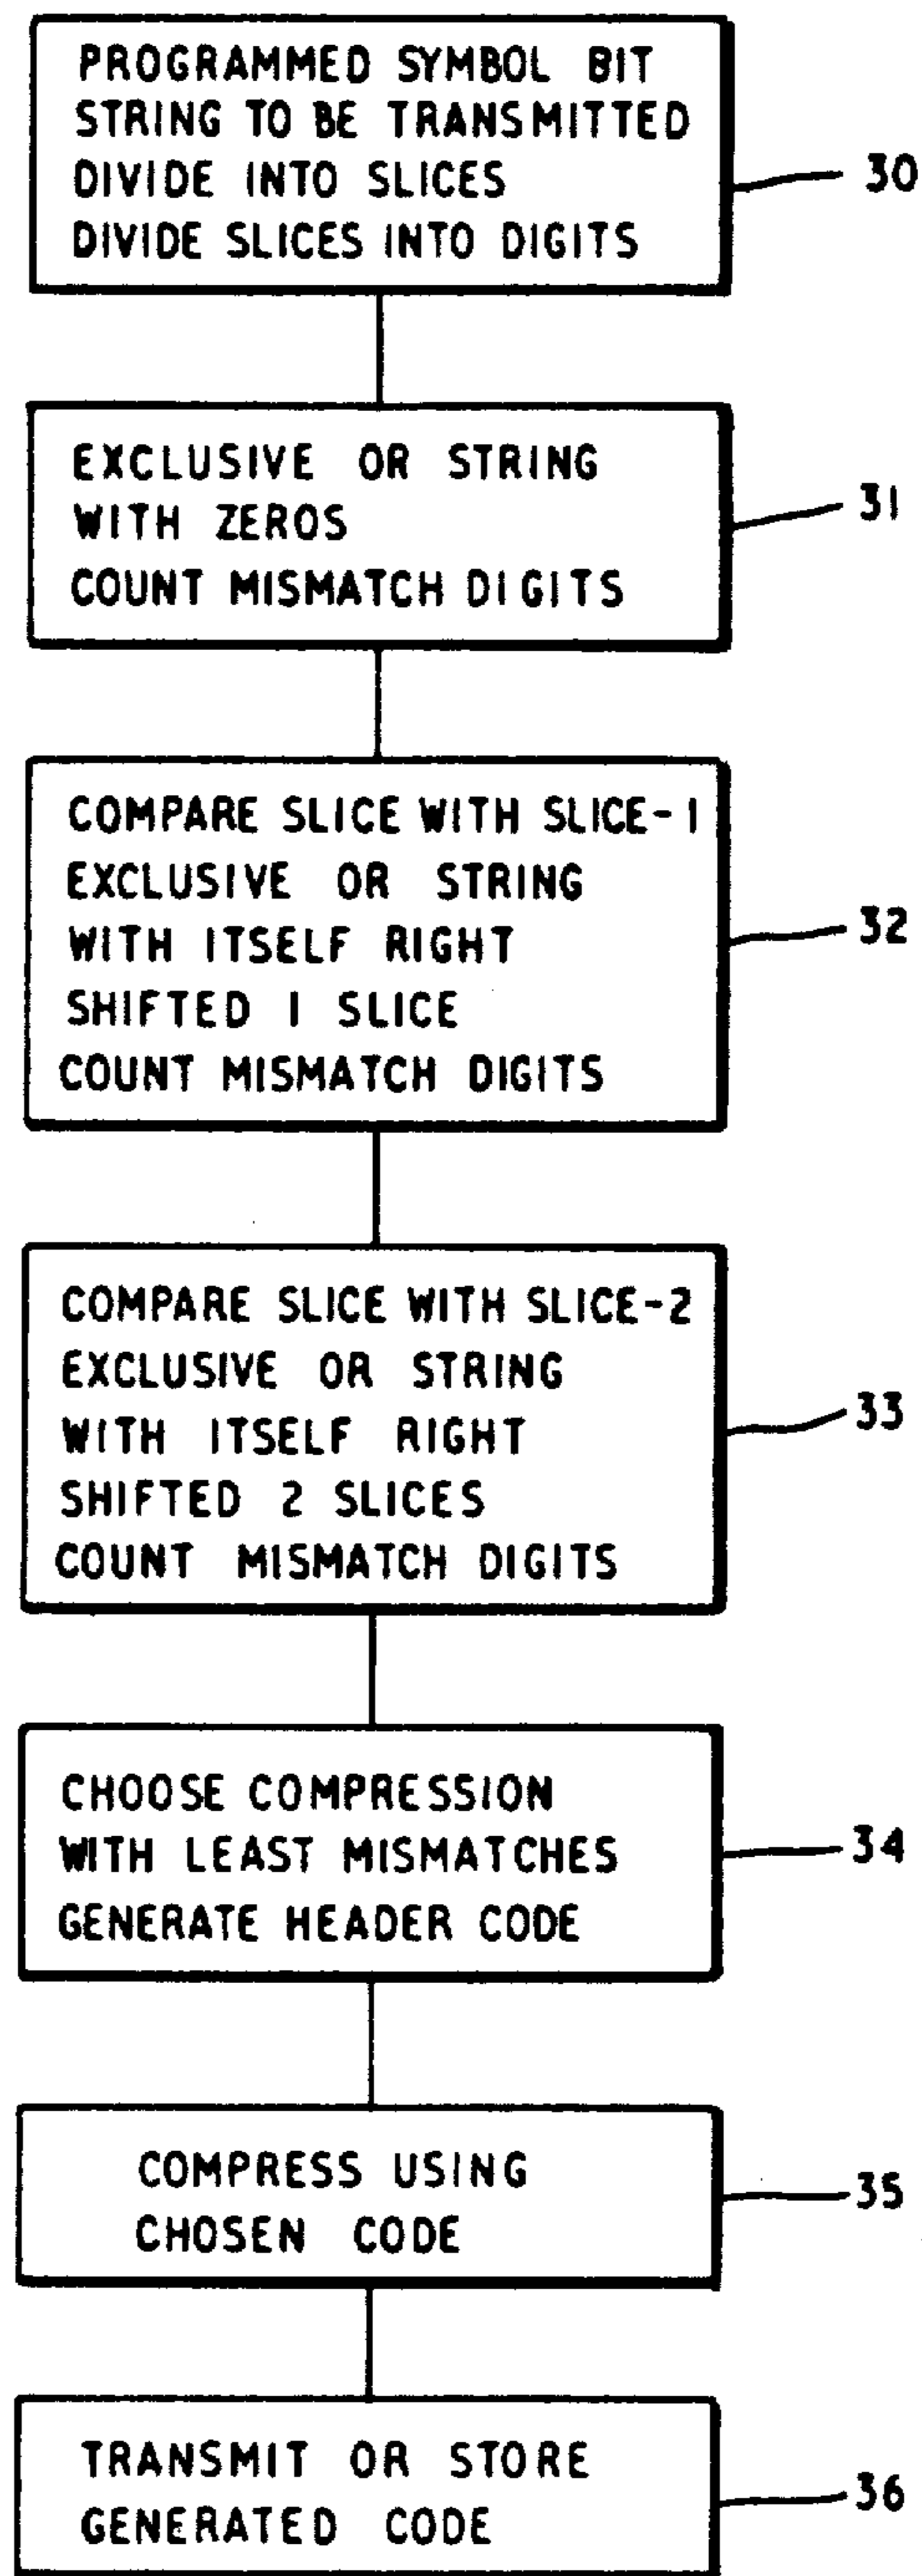 PROGRAMMED SYMBOL BIT
STRING TO BE TRANSMITTED
DIVIDE INTO SLICES
DIVIDE SLICES INTO DIGITS
30
EXCLUSIVE OR STRING
WITH ZEROS
COUNT MISMATCH DIGITS
31
COMPARE SLICE WITH SLICE-1
EXCLUSIVE OR STRING
WITH ITSELF RIGHT
SHIFTED 1 SLICE
COUNT MISMATCH DIGITS
32
COMPARE SLICE WITH SLICE-2
EXCLUSIVE OR STRING
WITH ITSELF RIGHT
SHIFTED 2 SLICES
COUNT MISMATCH DIGITS
33
CHOOSE COMPRESSION
WITH LEAST MISMATCHES
GENERATE HEADER CODE
34
COMPRESS USING
CHOSEN CODE
35
TRANSMIT OR STORE
GENERATED CODE
36